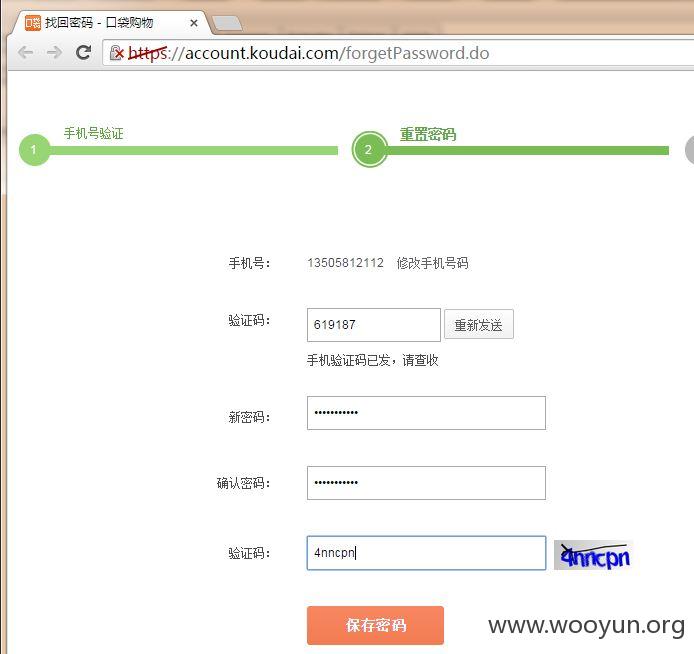 口袋 找回密码 - 口袋购物
https://account.koudai.com/forgetPassword.do
1 手机号验证
2 重置密码
手机号： 13505812112 修改手机号码
验证码： 619187 重新发送
手机验证码已发，请查收
新密码： •••••••••••
确认密码： •••••••••••
验证码： 4nncpn 4nncpn
保存密码
www.wooyun.org